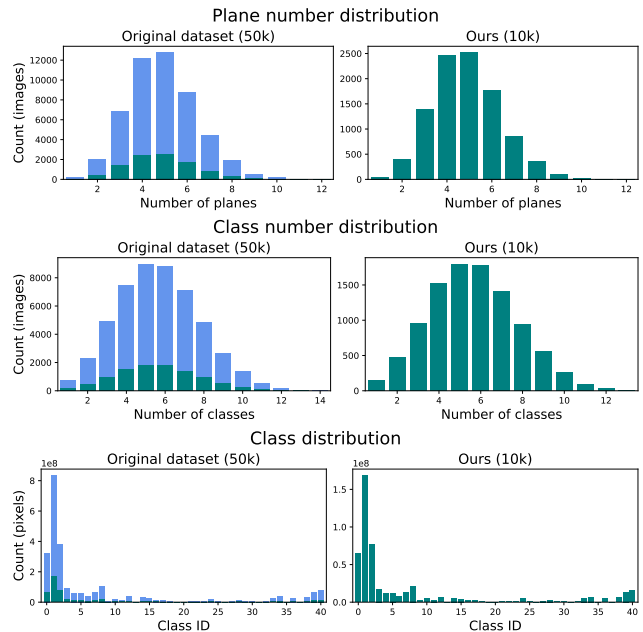 Plane number distribution
Original dataset (50k) Ours (10k)
Count (images)
12000
10000
8000
6000
4000
2000
0
2 4 6 8 10 12
Number of planes
2500
2000
1500
1000
500
0
2 4 6 8 10 12
Number of planes
Class number distribution
Original dataset (50k) Ours (10k)
Count (images)
8000
6000
4000
2000
0
2 4 6 8 10 12 14
Number of classes
1500
1000
500
0
2 4 6 8 10 12
Number of classes
Class distribution
Original dataset (50k) Ours (10k)
Count (pixels)
1e8
8
6
4
2
0
0 5 10 15 20 25 30 35 40
Class ID
1e8
1.5
1.0
0.5
0.0
0 5 10 15 20 25 30 35 40
Class ID